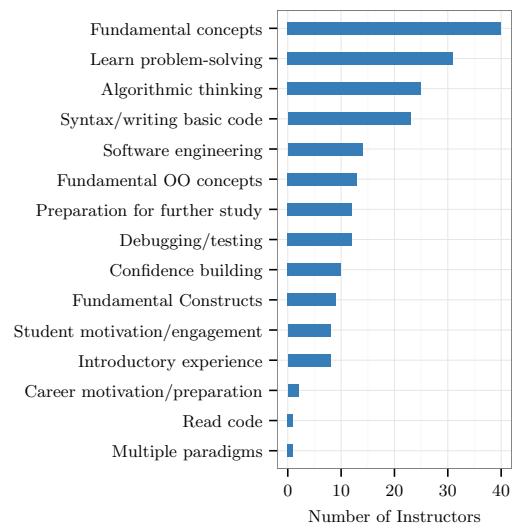 Fundamental concepts
Learn problem-solving
Algorithmic thinking
Syntax/writing basic code
Software engineering
Fundamental OO concepts
Preparation for further study
Debugging/testing
Confidence building
Fundamental Constructs
Student motivation/engagement
Introductory experience
Career motivation/preparation
Read code
Multiple paradigms
0 10 20 30 40
Number of Instructors